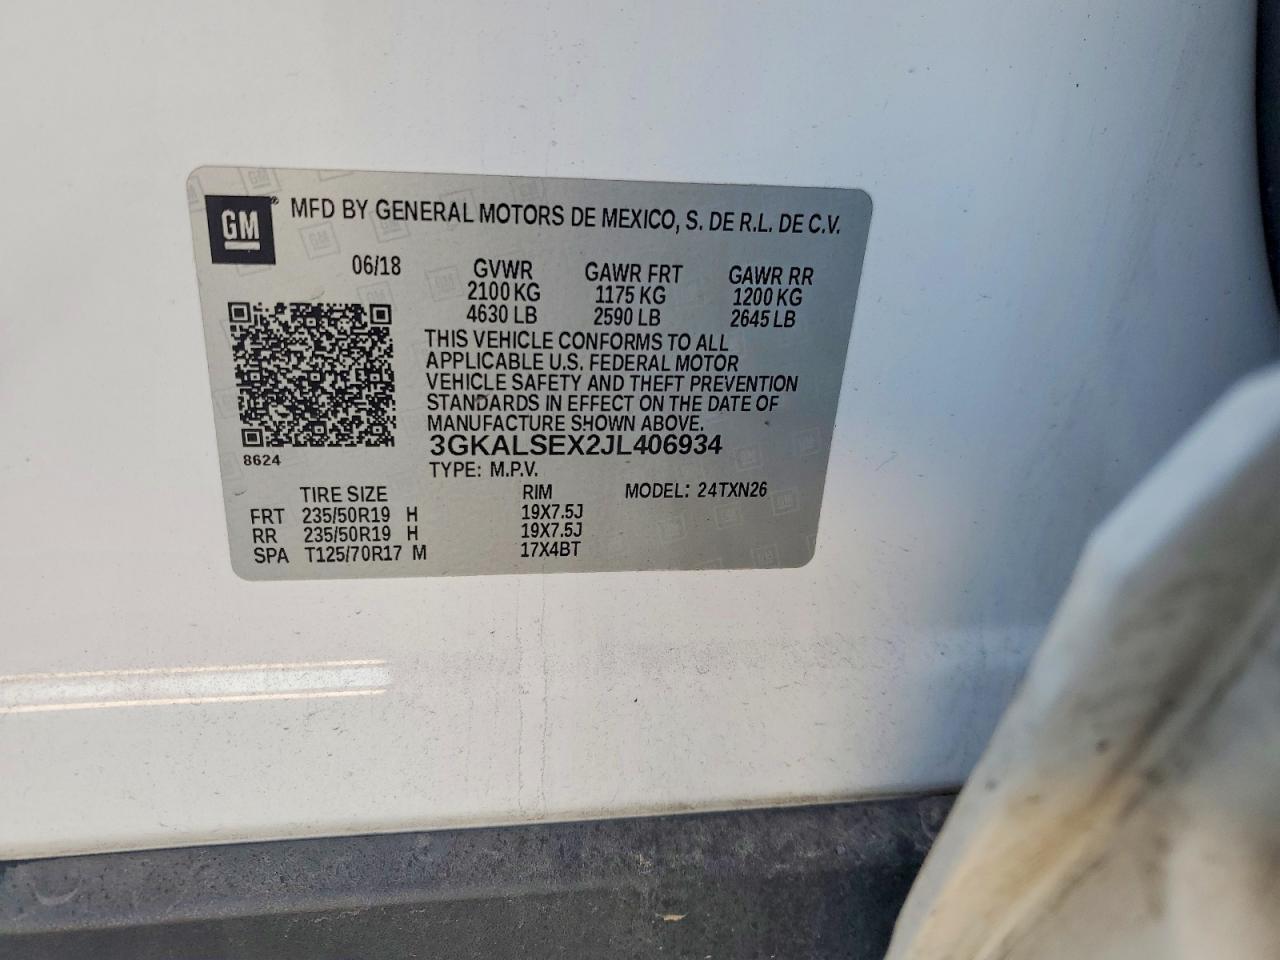 GM® MFD BY GENERAL MOTORS DE MEXICO, S. DE R.L. DE C.V.
06/18 GVWR GAWR FRT GAWR RR
2100 KG 1175 KG 1200 KG
4630 LB 2590 LB 2645 LB
THIS VEHICLE CONFORMS TO ALL
APPLICABLE U.S. FEDERAL MOTOR
VEHICLE SAFETY AND THEFT PREVENTION
STANDARDS IN EFFECT ON THE DATE OF
MANUFACTURE SHOWN ABOVE.
3GKALSEX2JL406934
8624
TYPE: M.P.V.
TIRE SIZE RIM MODEL: 24TXN26
FRT 235/50R19 H 19X7.5J
RR 235/50R19 H 19X7.5J
SPA T125/70R17 M 17X4BT